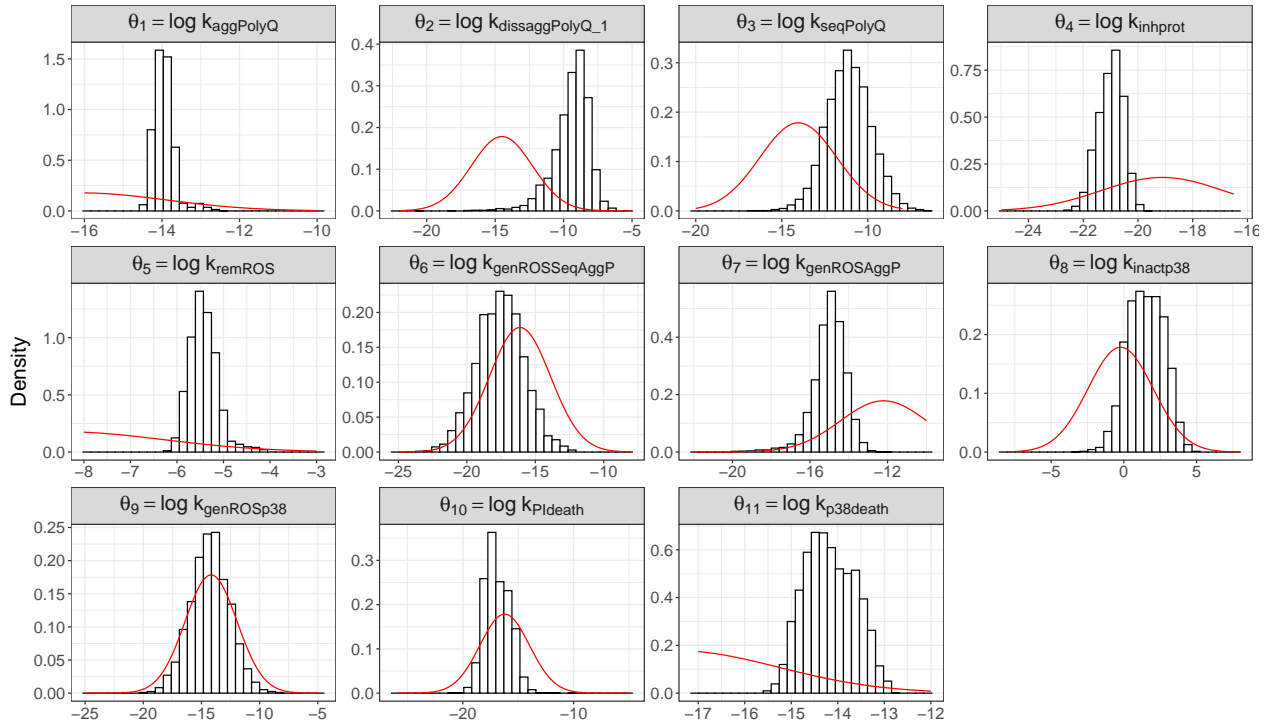 θ1 = log kaggPolyQ
θ2 = log kdissaggPolyQ_1
θ3 = log kseqPolyQ
θ4 = log kinhprot
1.5
1.0
0.5
0.0
0.4
0.3
0.2
0.1
0.0
0.3
0.2
0.1
0.0
0.75
0.50
0.25
0.00
−16 −14 −12 −10
−20 −15 −10 −5
−20 −15 −10
−24 −22 −20 −18 −16
θ5 = log kremROS
θ6 = log kgenROSSeqAggP
θ7 = log kgenROSAggP
θ8 = log kinactp38
1.0
0.5
0.0
0.20
0.15
0.10
0.05
0.00
0.4
0.2
0.0
0.2
0.1
0.0
−8 −7 −6 −5 −4 −3
−25 −20 −15 −10
−20 −16 −12
−5 0 5
Density
θ9 = log kgenROSp38
θ10 = log kPIdeath
θ11 = log kp38death
0.25
0.20
0.15
0.10
0.05
0.00
0.3
0.2
0.1
0.0
0.6
0.4
0.2
0.0
−25 −20 −15 −10 −5
−20 −10
−17 −16 −15 −14 −13 −12